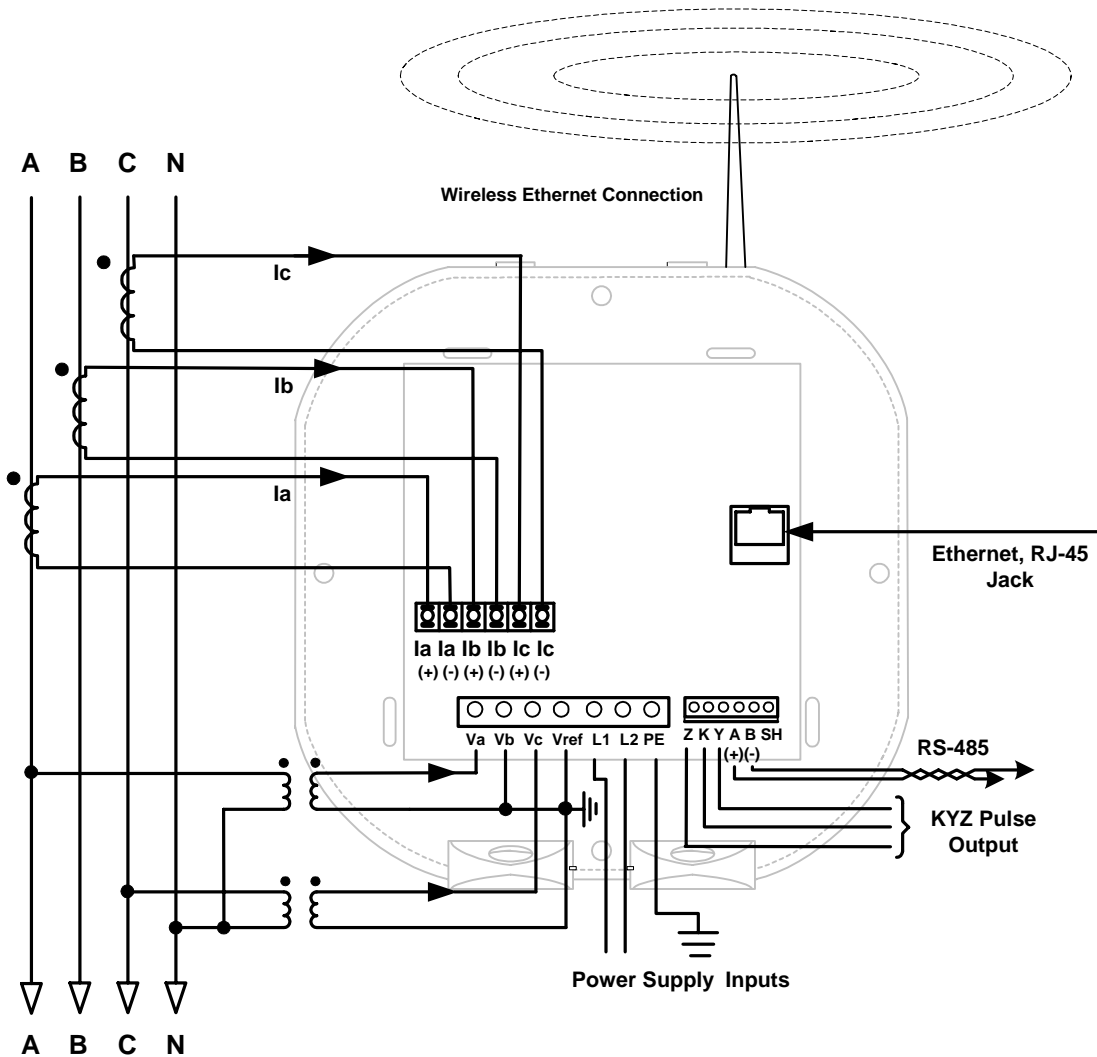 Wireless Ethernet Connection
A B C N
Ic
Ib
Ia
Ethernet, RJ-45
Jack
Ia Ia Ib Ib Ic Ic
(+) (-) (+) (-) (+) (-)
Va Vb Vc Vref L1 L2 PE
Z K Y A B SH
(+) (-)
RS-485
KYZ Pulse
Output
Power Supply Inputs
A B C N